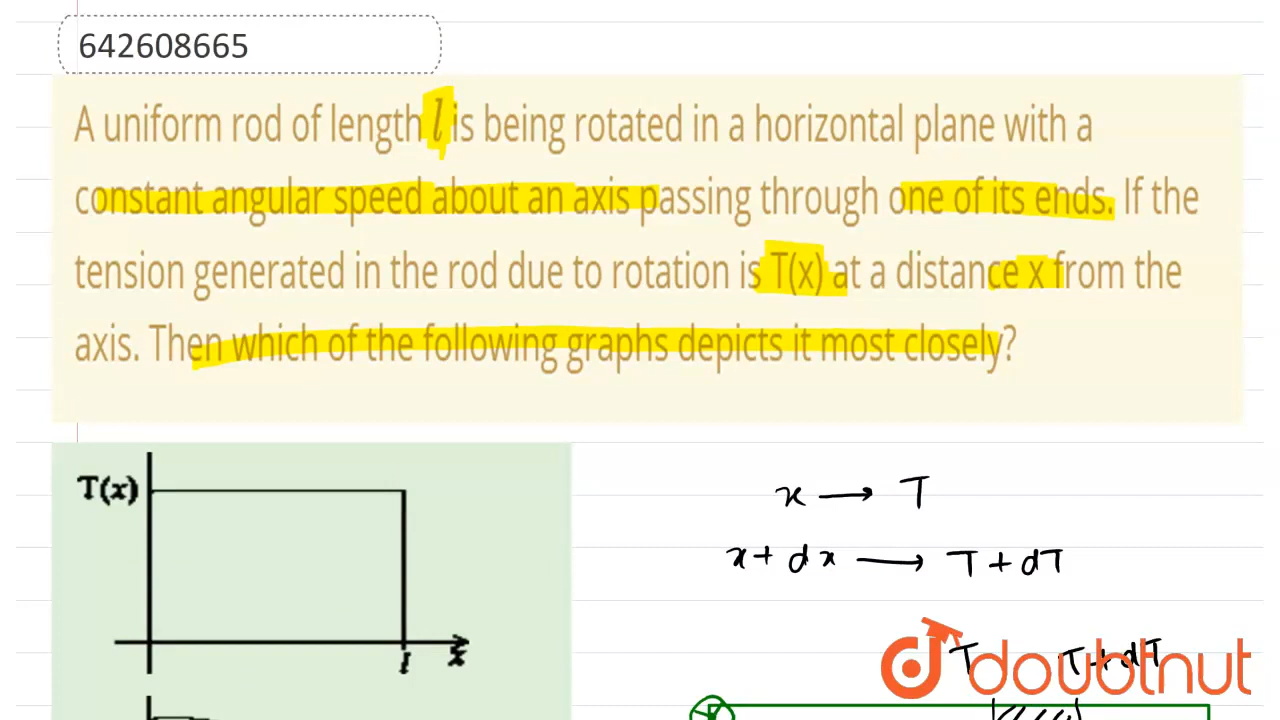 642608665
A uniform rod of length l is being rotated in a horizontal plane with a
constant angular speed about an axis passing through one of its ends. If the
tension generated in the rod due to rotation is T(x) at a distance x from the
axis. Then which of the following graphs depicts it most closely?
T(x)
l
x
x → T
x + dx → T + dT
T
T + dT
doubtnut